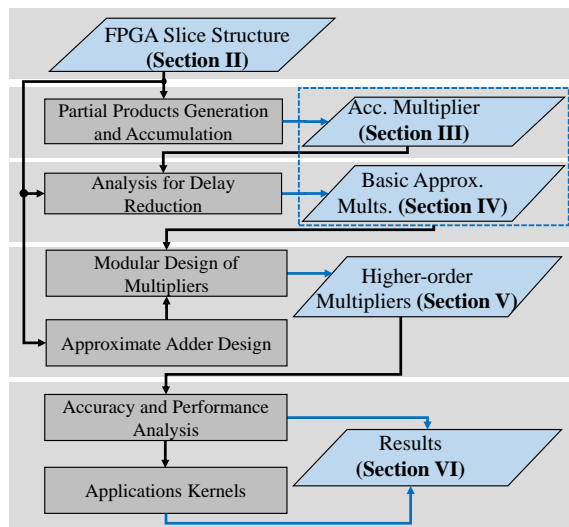 FPGA Slice Structure
(Section II)
Partial Products Generation
and Accumulation
Acc. Multiplier
(Section III)
Analysis for Delay
Reduction
Basic Approx.
Mults. (Section IV)
Modular Design of
Multipliers
Higher-order
Multipliers (Section V)
Approximate Adder Design
Accuracy and Performance
Analysis
Results
(Section VI)
Applications Kernels